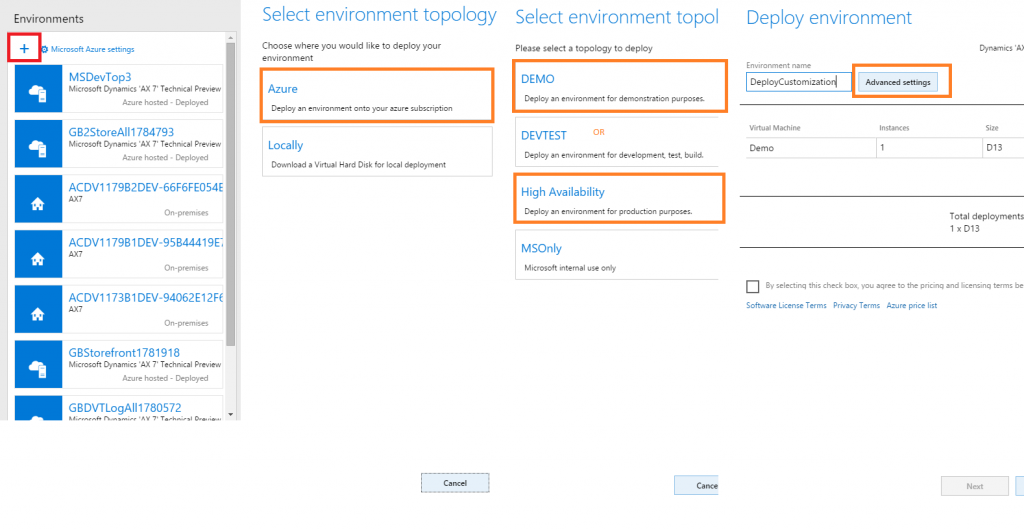 Environments
+
Microsoft Azure settings
MSDevTop3
Microsoft Dynamics 'AX 7' Technical Preview
Azure hosted - Deployed
GB2StoreAll1784793
Microsoft Dynamics 'AX 7' Technical Preview
Azure hosted - Deployed
ACDV1179B2DEV-66F6FE054E
AX7
On-premises
ACDV1179B1DEV-95B44419E7
AX7
On-premises
ACDV1173B1DEV-94062E12F6
AX7
On-premises
GBStorefront1781918
Microsoft Dynamics 'AX 7' Technical Preview
Azure hosted - Deployed
GBDVTLogAll1780572
Microsoft Dynamics 'AX 7' Technical Preview
Select environment topology
Choose where you would like to deploy your
environment
Azure
Deploy an environment onto your azure subscription
Locally
Download a Virtual Hard Disk for local deployment
Cancel
Select environment topol
Please select a topology to deploy
DEMO
Deploy an environment for demonstration purposes.
DEVTEST OR
Deploy an environment for development, test, build.
High Availability
Deploy an environment for production purposes.
MSOnly
Microsoft internal use only
Cance
Deploy environment
Dynamics 'AX
Environment name
DeployCustomization
Advanced settings
Virtual Machine Instances Size
Demo 1 D13
Total deployments
1 x D13
By selecting this check box, you agree to the pricing and licensing terms be
Software License Terms Privacy Terms Azure price list
Next